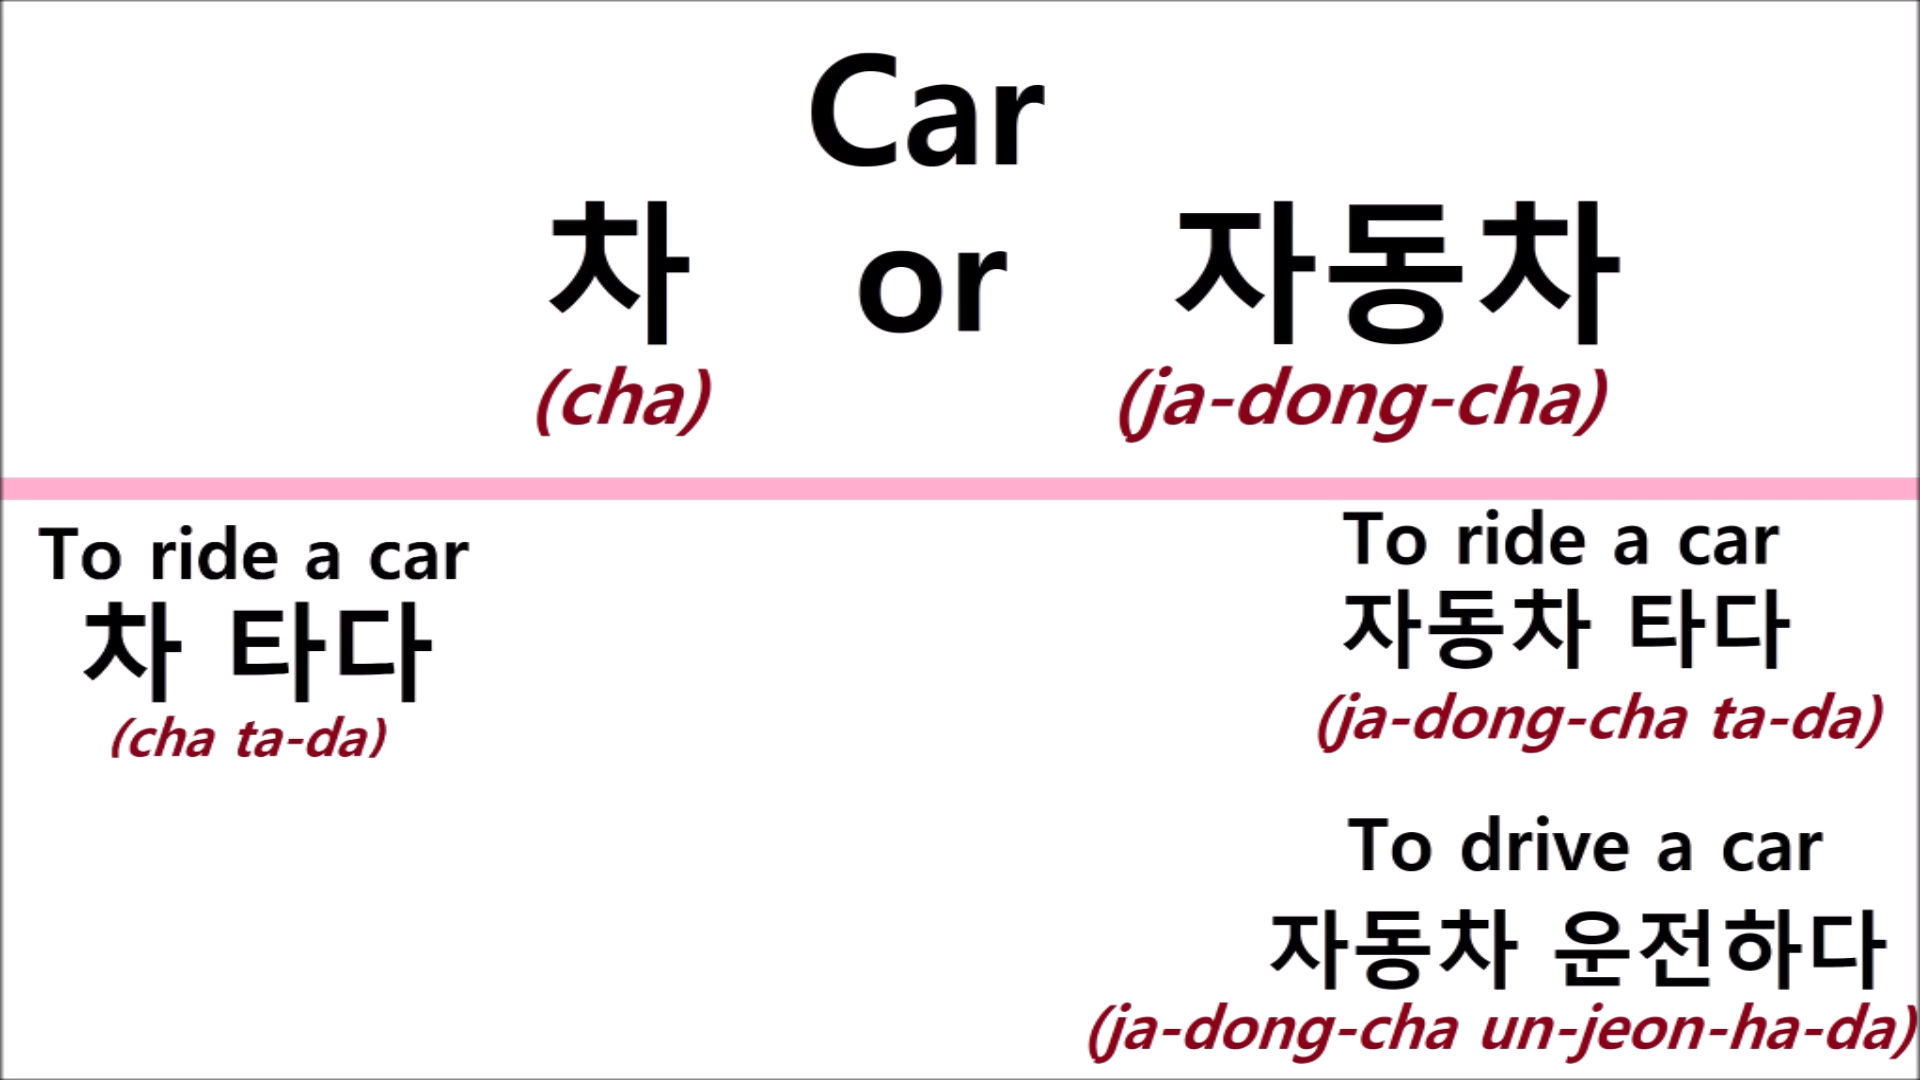 Car
차 or 자동차
(cha) (ja-dong-cha)
To ride a car
차 타다
(cha ta-da)
To ride a car
자동차 타다
(ja-dong-cha ta-da)
To drive a car
자동차 운전하다
(ja-dong-cha un-jeon-ha-da)